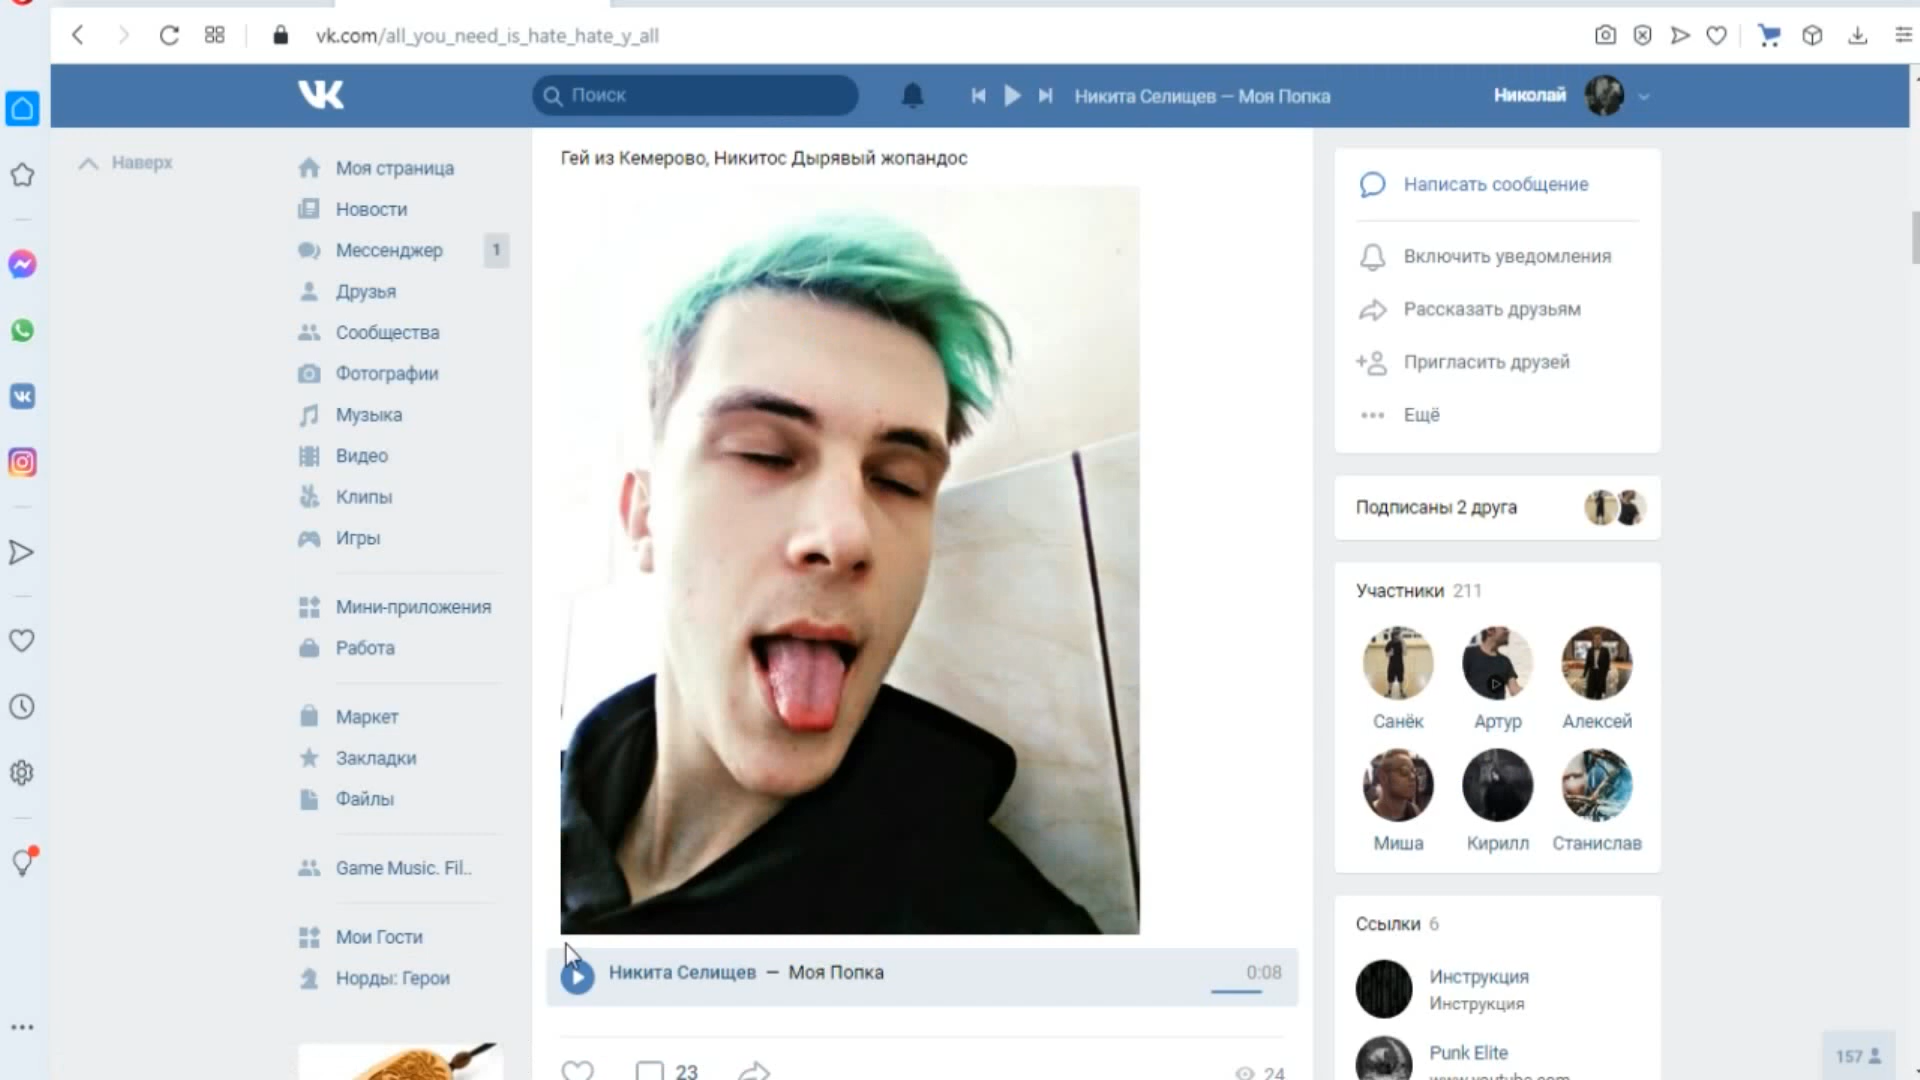 vk.com/all_you_need_is_hate_hate_y_all
Поиск
Никита Селищев — Моя Попка
Николай
Наверх
Моя страница
Новости
Мессенджер 1
Друзья
Сообщества
Фотографии
Музыка
Видео
Клипы
Игры
Мини-приложения
Работа
Маркет
Закладки
Файлы
Game Music. Fil..
Мои Гости
Норды: Герои
Гей из Кемерово, Никитос Дырявый жопандос
Никита Селищев — Моя Попка 0:08
23
24
Написать сообщение
Включить уведомления
Рассказать друзьям
Пригласить друзей
Ещё
Подписаны 2 друга
Участники 211
Санёк Артур Алексей
Миша Кирилл Станислав
Ссылки 6
Инструкция
Инструкция
Punk Elite
157